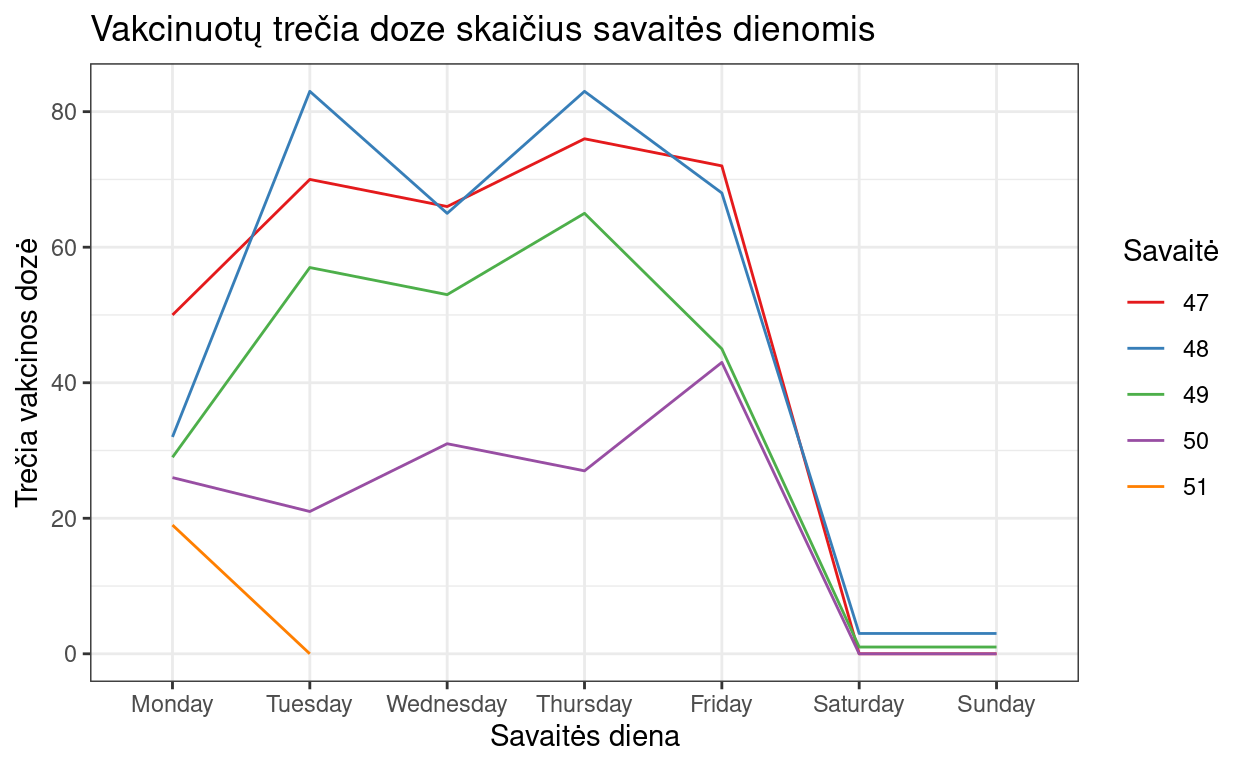 Vakcinuotų trečia doze skaičius savaitės dienomis
Trečia vakcinos dozė
80
60
40
20
0
Monday
Tuesday
Wednesday
Thursday
Friday
Saturday
Sunday
Savaitės diena
Savaitė
47
48
49
50
51